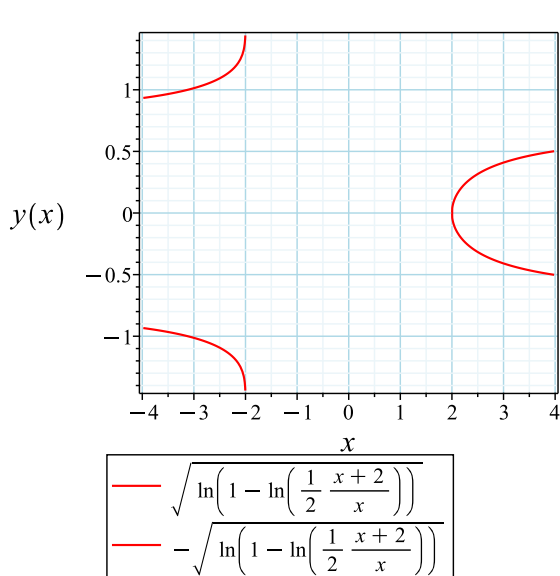 1
0.5
y(x)
0
−0.5
−1
−4 −3 −2 −1 0 1 2 3 4
x
√(ln(1 − ln(1/2 (x + 2)/x)))
−√(ln(1 − ln(1/2 (x + 2)/x)))